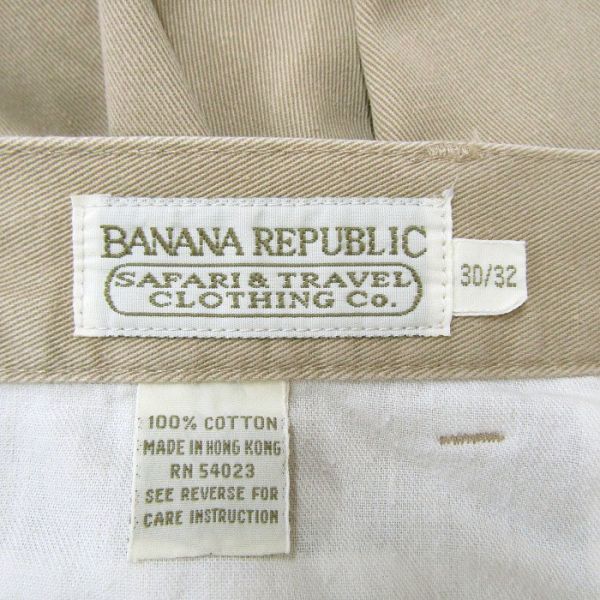 BANANA REPUBLIC
SAFARI & TRAVEL
CLOTHING Co.
30/32
100% COTTON
MADE IN HONG KONG
RN 54023
SEE REVERSE FOR
CARE INSTRUCTION